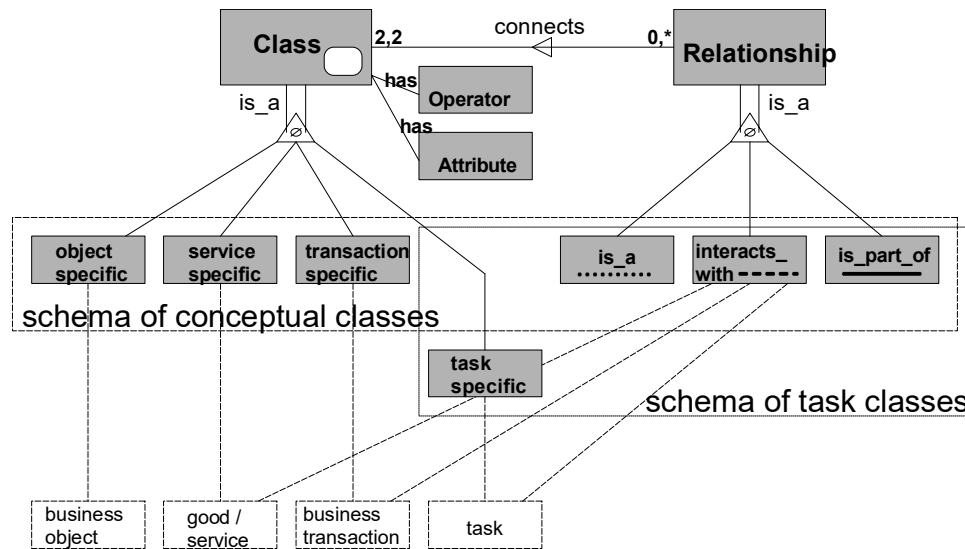 connects
Class
2,2
0,*
Relationship
has
Operator
is_a
is_a
has
Attribute
ø
ø
object
specific
service
specific
transaction
specific
is_a
interacts_
with
is_part_of
schema of conceptual classes
task
specific
schema of task classes
business
object
good /
service
business
transaction
task